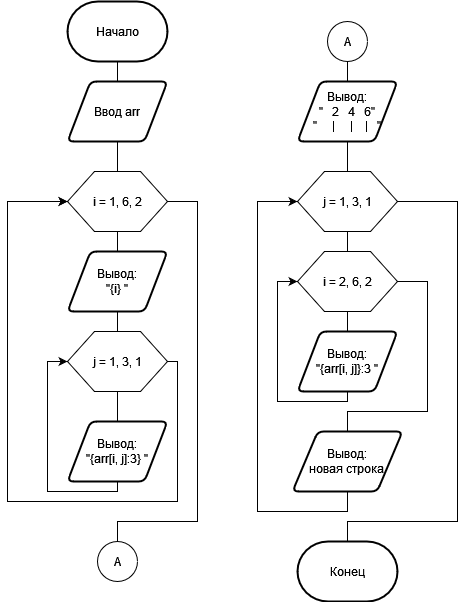 Начало
Ввод arr
i = 1, 6, 2
Вывод:
"{i} "
j = 1, 3, 1
Вывод:
"{arr[i, j]:3} "
A
A
Вывод:
"   2   4   6"
"    |    |   |   "
j = 1, 3, 1
i = 2, 6, 2
Вывод:
"{arr[i, j]}:3 "
Вывод:
новая строка
Конец